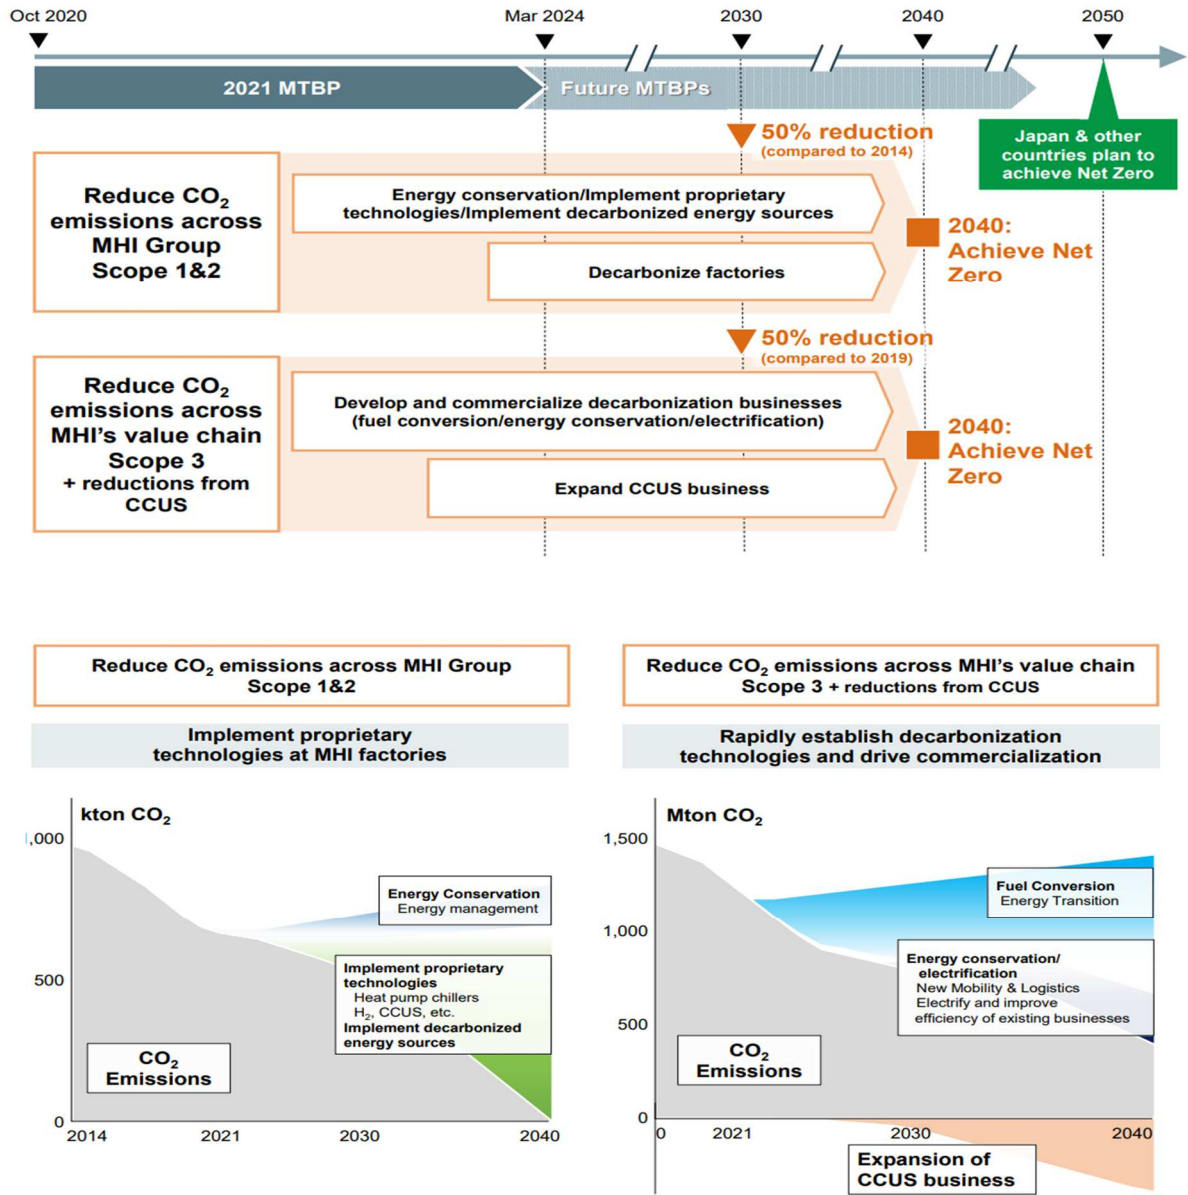 Oct 2020 Mar 2024 2030 2040 2050
2021 MTBP Future MTBPs
Japan & other
countries plan to
achieve Net Zero
50% reduction
(compared to 2014)
Reduce CO₂
emissions across
MHI Group
Scope 1&2
Energy conservation/Implement proprietary
technologies/Implement decarbonized energy sources
Decarbonize factories
2040:
Achieve Net
Zero
50% reduction
(compared to 2019)
Reduce CO₂
emissions across
MHI's value chain
Scope 3
+ reductions from
CCUS
Develop and commercialize decarbonization businesses
(fuel conversion/energy conservation/electrification)
Expand CCUS business
2040:
Achieve Net
Zero
Reduce CO₂ emissions across MHI Group
Scope 1&2
Implement proprietary
technologies at MHI factories
kton CO₂
,000
500
0
2014 2021 2030 2040
Energy Conservation
Energy management
Implement proprietary
technologies
Heat pump chillers
H₂, CCUS, etc.
Implement decarbonized
energy sources
CO₂
Emissions
Reduce CO₂ emissions across MHI's value chain
Scope 3 + reductions from CCUS
Rapidly establish decarbonization
technologies and drive commercialization
Mton CO₂
1,500
1,000
500
0
0 2021 2030 2040
Fuel Conversion
Energy Transition
Energy conservation/
electrification
New Mobility & Logistics
Electrify and improve
efficiency of existing businesses
CO₂
Emissions
Expansion of
CCUS business